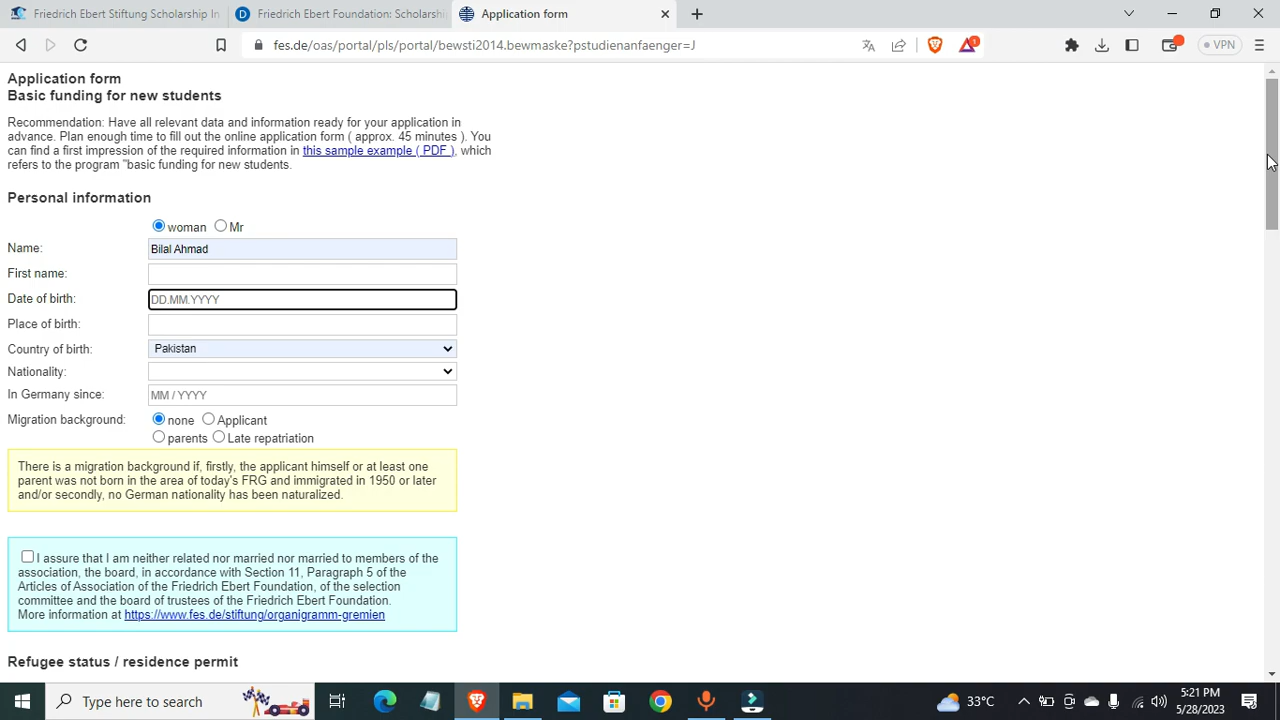 Friedrich Ebert Stiftung Scholarship In
Friedrich Ebert Foundation: Scholarship
Application form
fes.de/oas/portal/pls/portal/bewsti2014.bewmaske?pstudienanfaenger=J
1
VPN
Application form
Basic funding for new students
Recommendation: Have all relevant data and information ready for your application in
advance. Plan enough time to fill out the online application form ( approx. 45 minutes ). You
can find a first impression of the required information in this sample example ( PDF ), which
refers to the program "basic funding for new students.
Personal information
woman Mr
Name: Bilal Ahmad
First name:
Date of birth: DD.MM.YYYY
Place of birth:
Country of birth: Pakistan
Nationality:
In Germany since: MM / YYYY
Migration background: none Applicant
parents Late repatriation
There is a migration background if, firstly, the applicant himself or at least one
parent was not born in the area of today's FRG and immigrated in 1950 or later
and/or secondly, no German nationality has been naturalized.
I assure that I am neither related nor married nor married to members of the
association, the board, in accordance with Section 11, Paragraph 5 of the
Articles of Association of the Friedrich Ebert Foundation, of the selection
committee and the board of trustees of the Friedrich Ebert Foundation.
More information at https://www.fes.de/stiftung/organigramm-gremien
Refugee status / residence permit
Type here to search
33°C
5:21 PM
5/28/2023